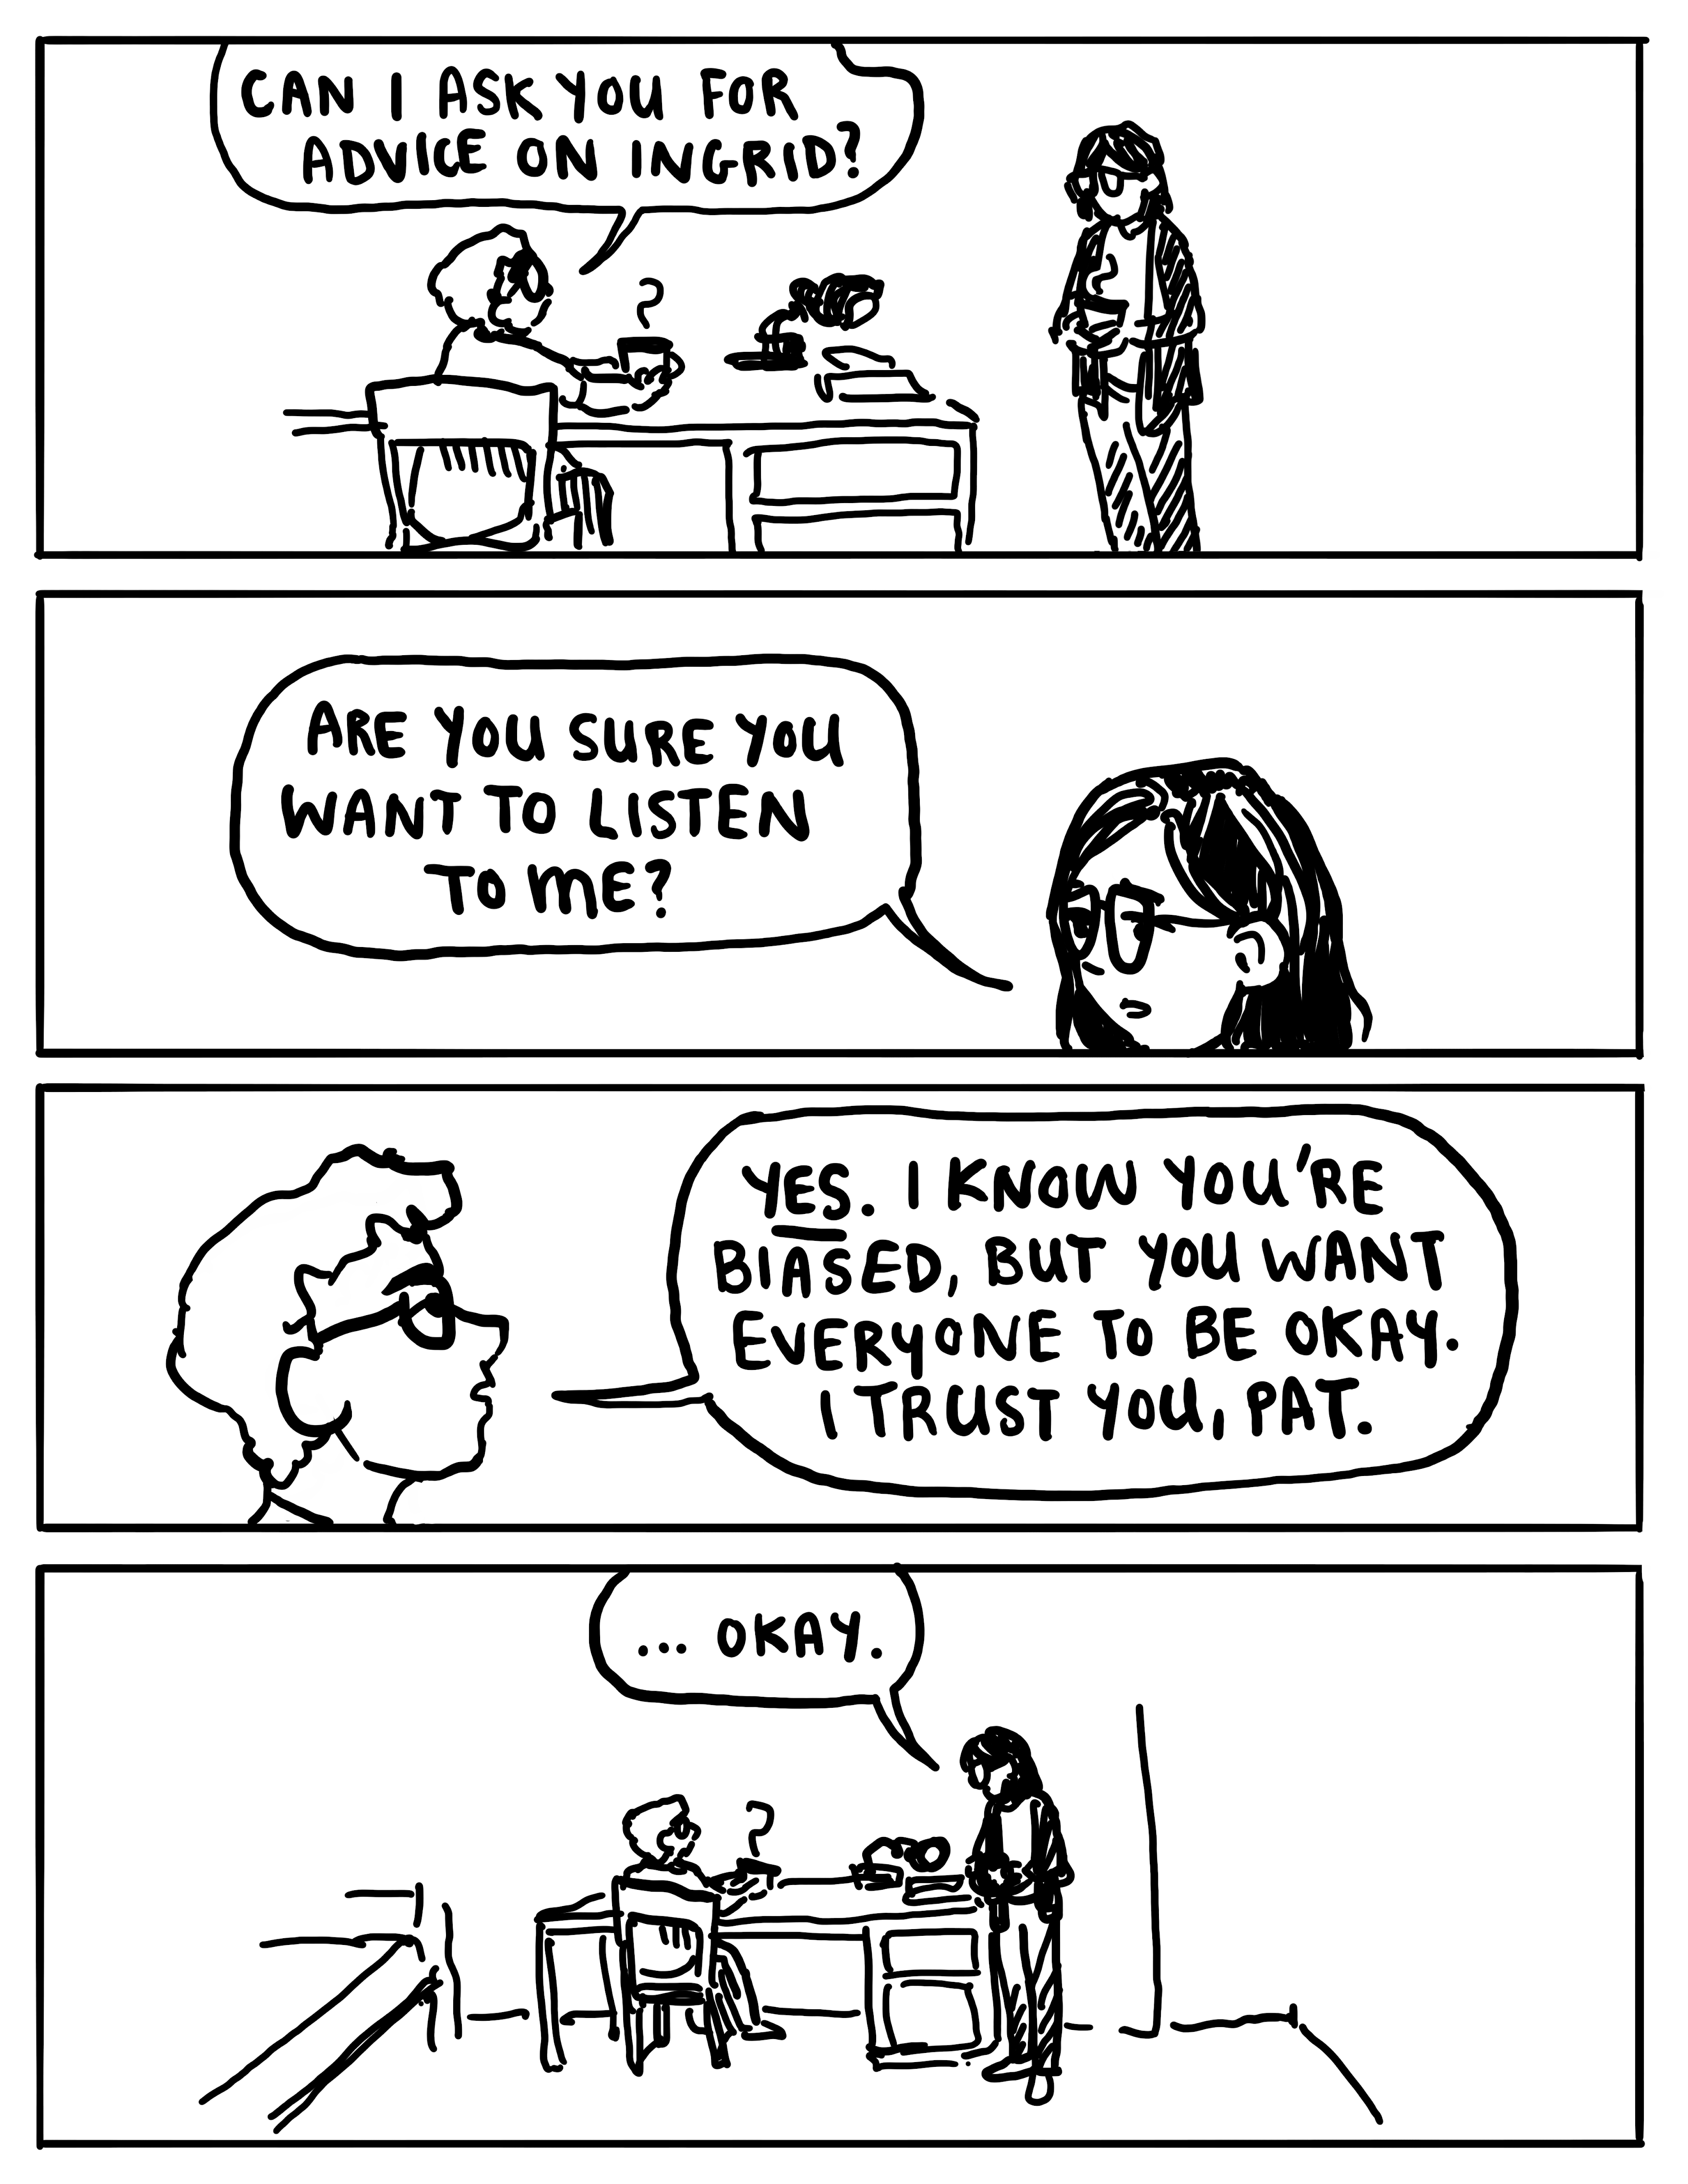 CAN I ASK YOU FOR
ADVICE ON INGRID?
ARE YOU SURE YOU
WANT TO LISTEN
TO ME?
YES. I KNOW YOU'RE
BIASED, BUT YOU WANT
EVERYONE TO BE OKAY.
I TRUST YOU, PAT.
... OKAY.